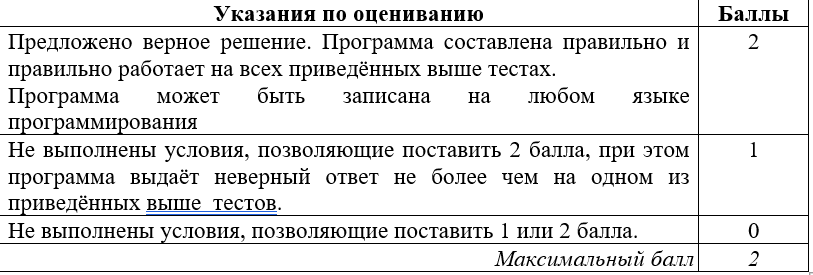 Указания по оцениванию Баллы
Предложено верное решение. Программа составлена правильно и 2
правильно работает на всех приведённых выше тестах.
Программа может быть записана на любом языке
программирования
Не выполнены условия, позволяющие поставить 2 балла, при этом 1
программа выдаёт неверный ответ не более чем на одном из
приведённых выше тестов.
Не выполнены условия, позволяющие поставить 1 или 2 балла. 0
Максимальный балл 2